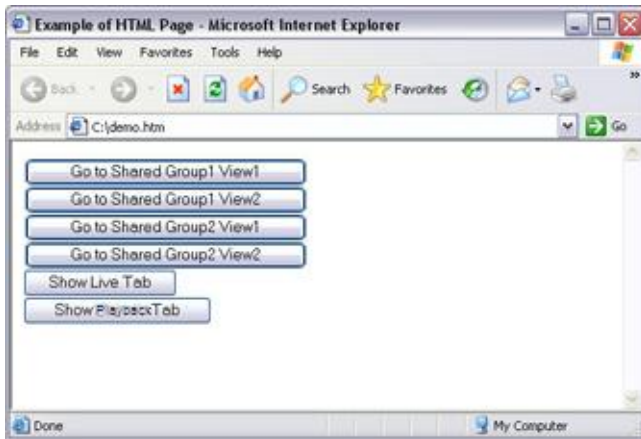 Example of HTML Page - Microsoft Internet Explorer
File Edit View Favorites Tools Help
Back Search Favorites
Address C:\demo.htm Go
Go to Shared Group1 View1
Go to Shared Group1 View2
Go to Shared Group2 View1
Go to Shared Group2 View2
Show Live Tab
Show Playback Tab
Done My Computer